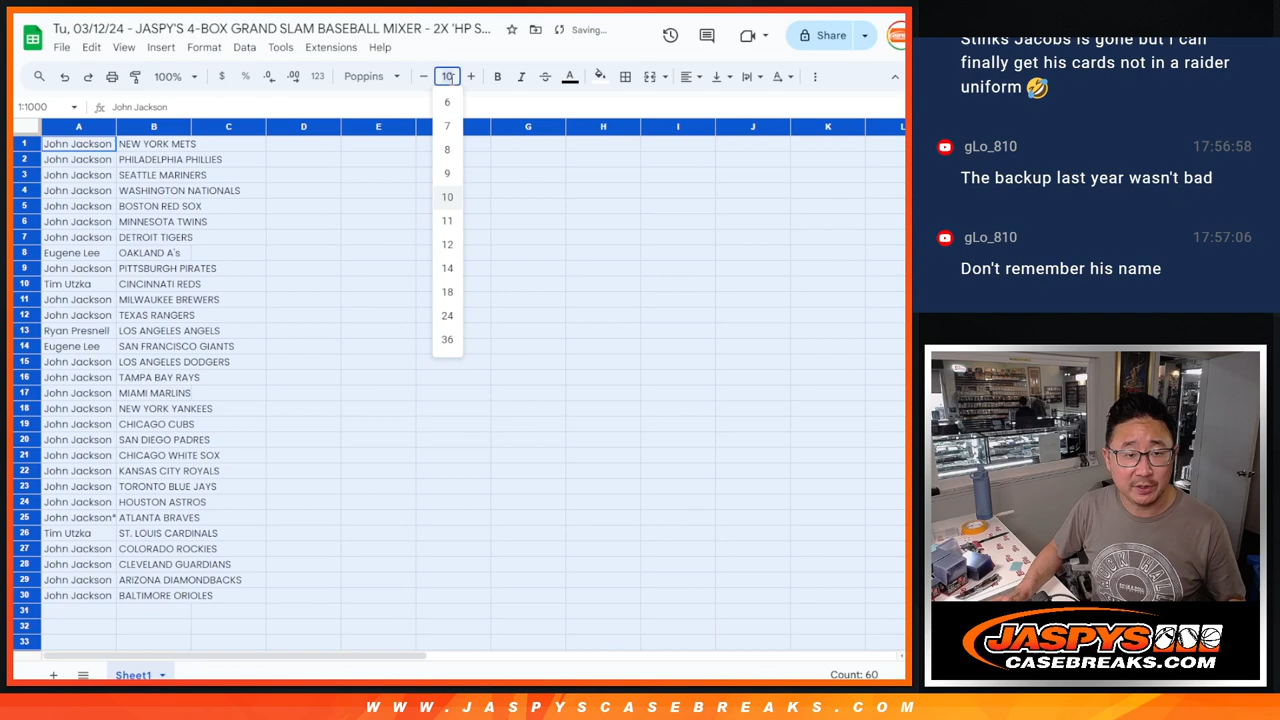 Tu, 03/12/24 - JASPY'S 4-BOX GRAND SLAM BASEBALL MIXER - 2X 'HP S...
Saving...
Share
File Edit View Insert Format Data Tools Extensions Help
100% $ % .0 .00 123 Poppins 10 B I A
1:1000 fx John Jackson
A B C D E G H I J K L
1 John Jackson NEW YORK METS
2 John Jackson PHILADELPHIA PHILLIES
3 John Jackson SEATTLE MARINERS
4 John Jackson WASHINGTON NATIONALS
5 John Jackson BOSTON RED SOX
6 John Jackson MINNESOTA TWINS
7 John Jackson DETROIT TIGERS
8 Eugene Lee OAKLAND A's
9 John Jackson PITTSBURGH PIRATES
10 Tim Utzka CINCINNATI REDS
11 John Jackson MILWAUKEE BREWERS
12 John Jackson TEXAS RANGERS
13 Ryan Presnell LOS ANGELES ANGELS
14 Eugene Lee SAN FRANCISCO GIANTS
15 John Jackson LOS ANGELES DODGERS
16 John Jackson TAMPA BAY RAYS
17 John Jackson MIAMI MARLINS
18 John Jackson NEW YORK YANKEES
19 John Jackson CHICAGO CUBS
20 John Jackson SAN DIEGO PADRES
21 John Jackson CHICAGO WHITE SOX
22 John Jackson KANSAS CITY ROYALS
23 John Jackson TORONTO BLUE JAYS
24 John Jackson HOUSTON ASTROS
25 John Jackson* ATLANTA BRAVES
26 Tim Utzka ST. LOUIS CARDINALS
27 John Jackson COLORADO ROCKIES
28 John Jackson CLEVELAND GUARDIANS
29 John Jackson ARIZONA DIAMONDBACKS
30 John Jackson BALTIMORE ORIOLES
31
32
33
6
7
8
9
10
11
12
14
18
24
36
Sheet1
Count: 60
Stinks Jacobs is gone but I can
finally get his cards not in a raider
uniform 🤣
gLo_810 17:56:58
The backup last year wasn't bad
gLo_810 17:57:06
Don't remember his name
JASPYS
CASEBREAKS.COM
WWW.JASPYSCASEBREAKS.COM